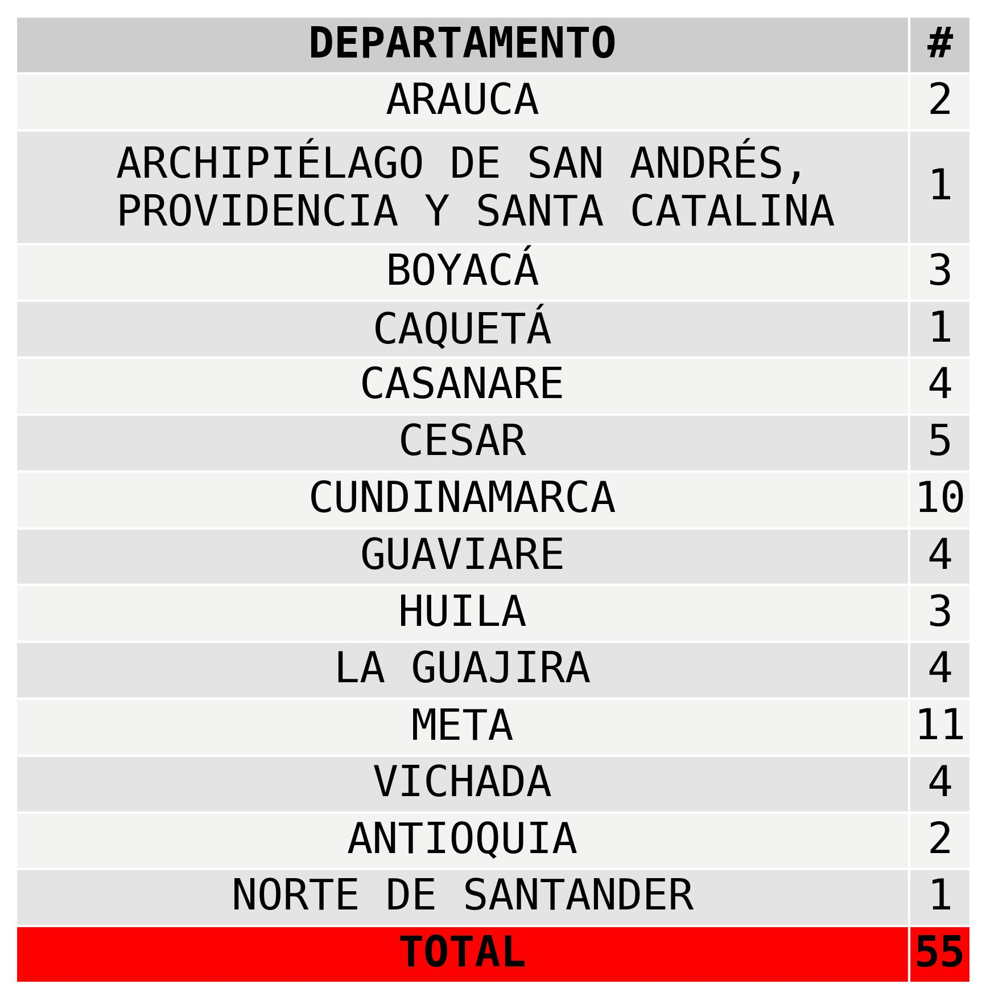 DEPARTAMENTO #
ARAUCA 2
ARCHIPIÉLAGO DE SAN ANDRÉS,
PROVIDENCIA Y SANTA CATALINA 1
BOYACÁ 3
CAQUETÁ 1
CASANARE 4
CESAR 5
CUNDINAMARCA 10
GUAVIARE 4
HUILA 3
LA GUAJIRA 4
META 11
VICHADA 4
ANTIOQUIA 2
NORTE DE SANTANDER 1
TOTAL 55